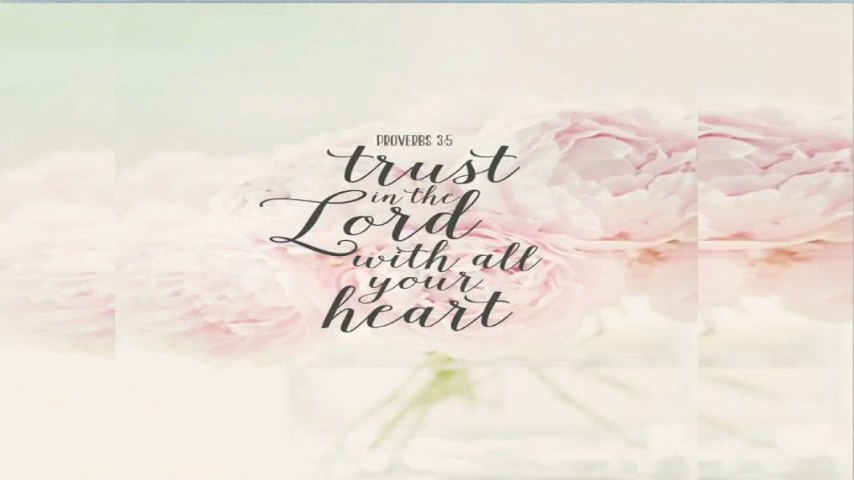 PROVERBS 3:5
trust
in the
Lord
with all
your
heart